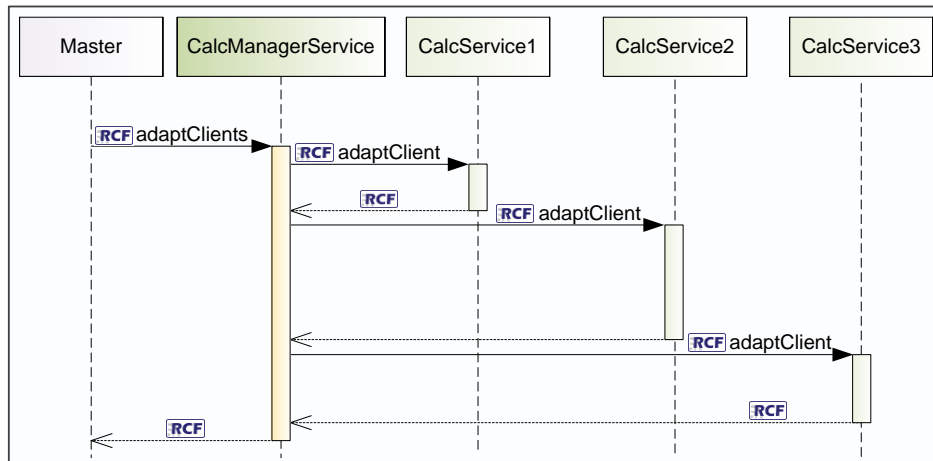 Master
CalcManagerService
CalcService1
CalcService2
CalcService3
RCF adaptClients
RCF adaptClient
RCF
RCF adaptClient
RCF adaptClient
RCF
RCF